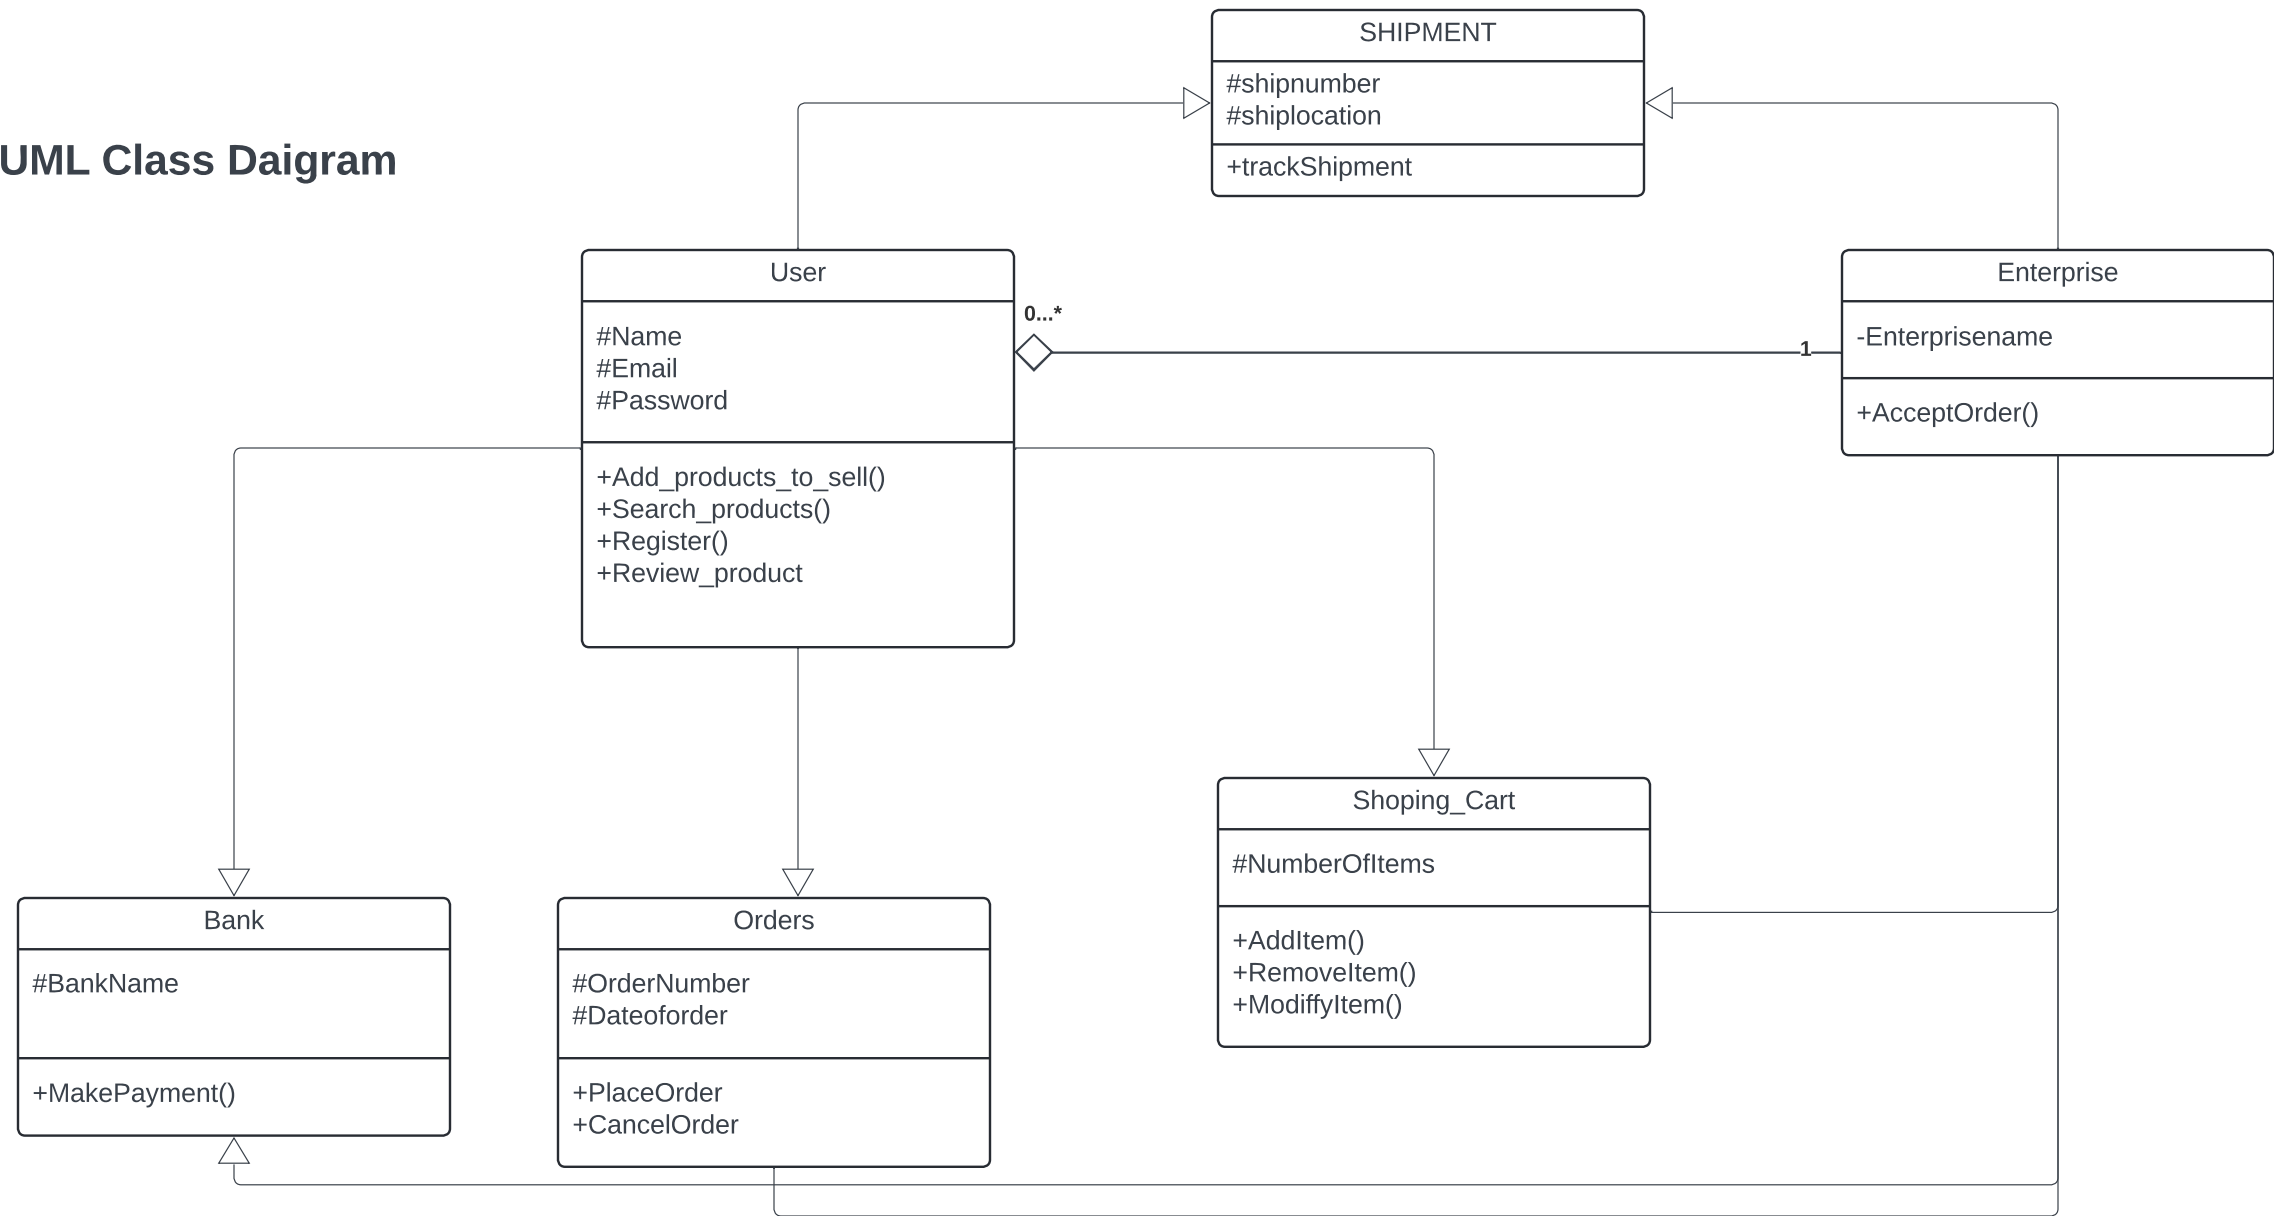 SHIPMENT
#shipnumber
#shiplocation
+trackShipment
UML Class Daigram
User
#Name
#Email
#Password
+Add_products_to_sell()
+Search_products()
+Register()
+Review_product
0...*
1
Enterprise
-Enterprisename
+AcceptOrder()
Shoping_Cart
#NumberOfItems
+AddItem()
+RemoveItem()
+ModiffyItem()
Bank
#BankName
+MakePayment()
Orders
#OrderNumber
#Dateoforder
+PlaceOrder
+CancelOrder